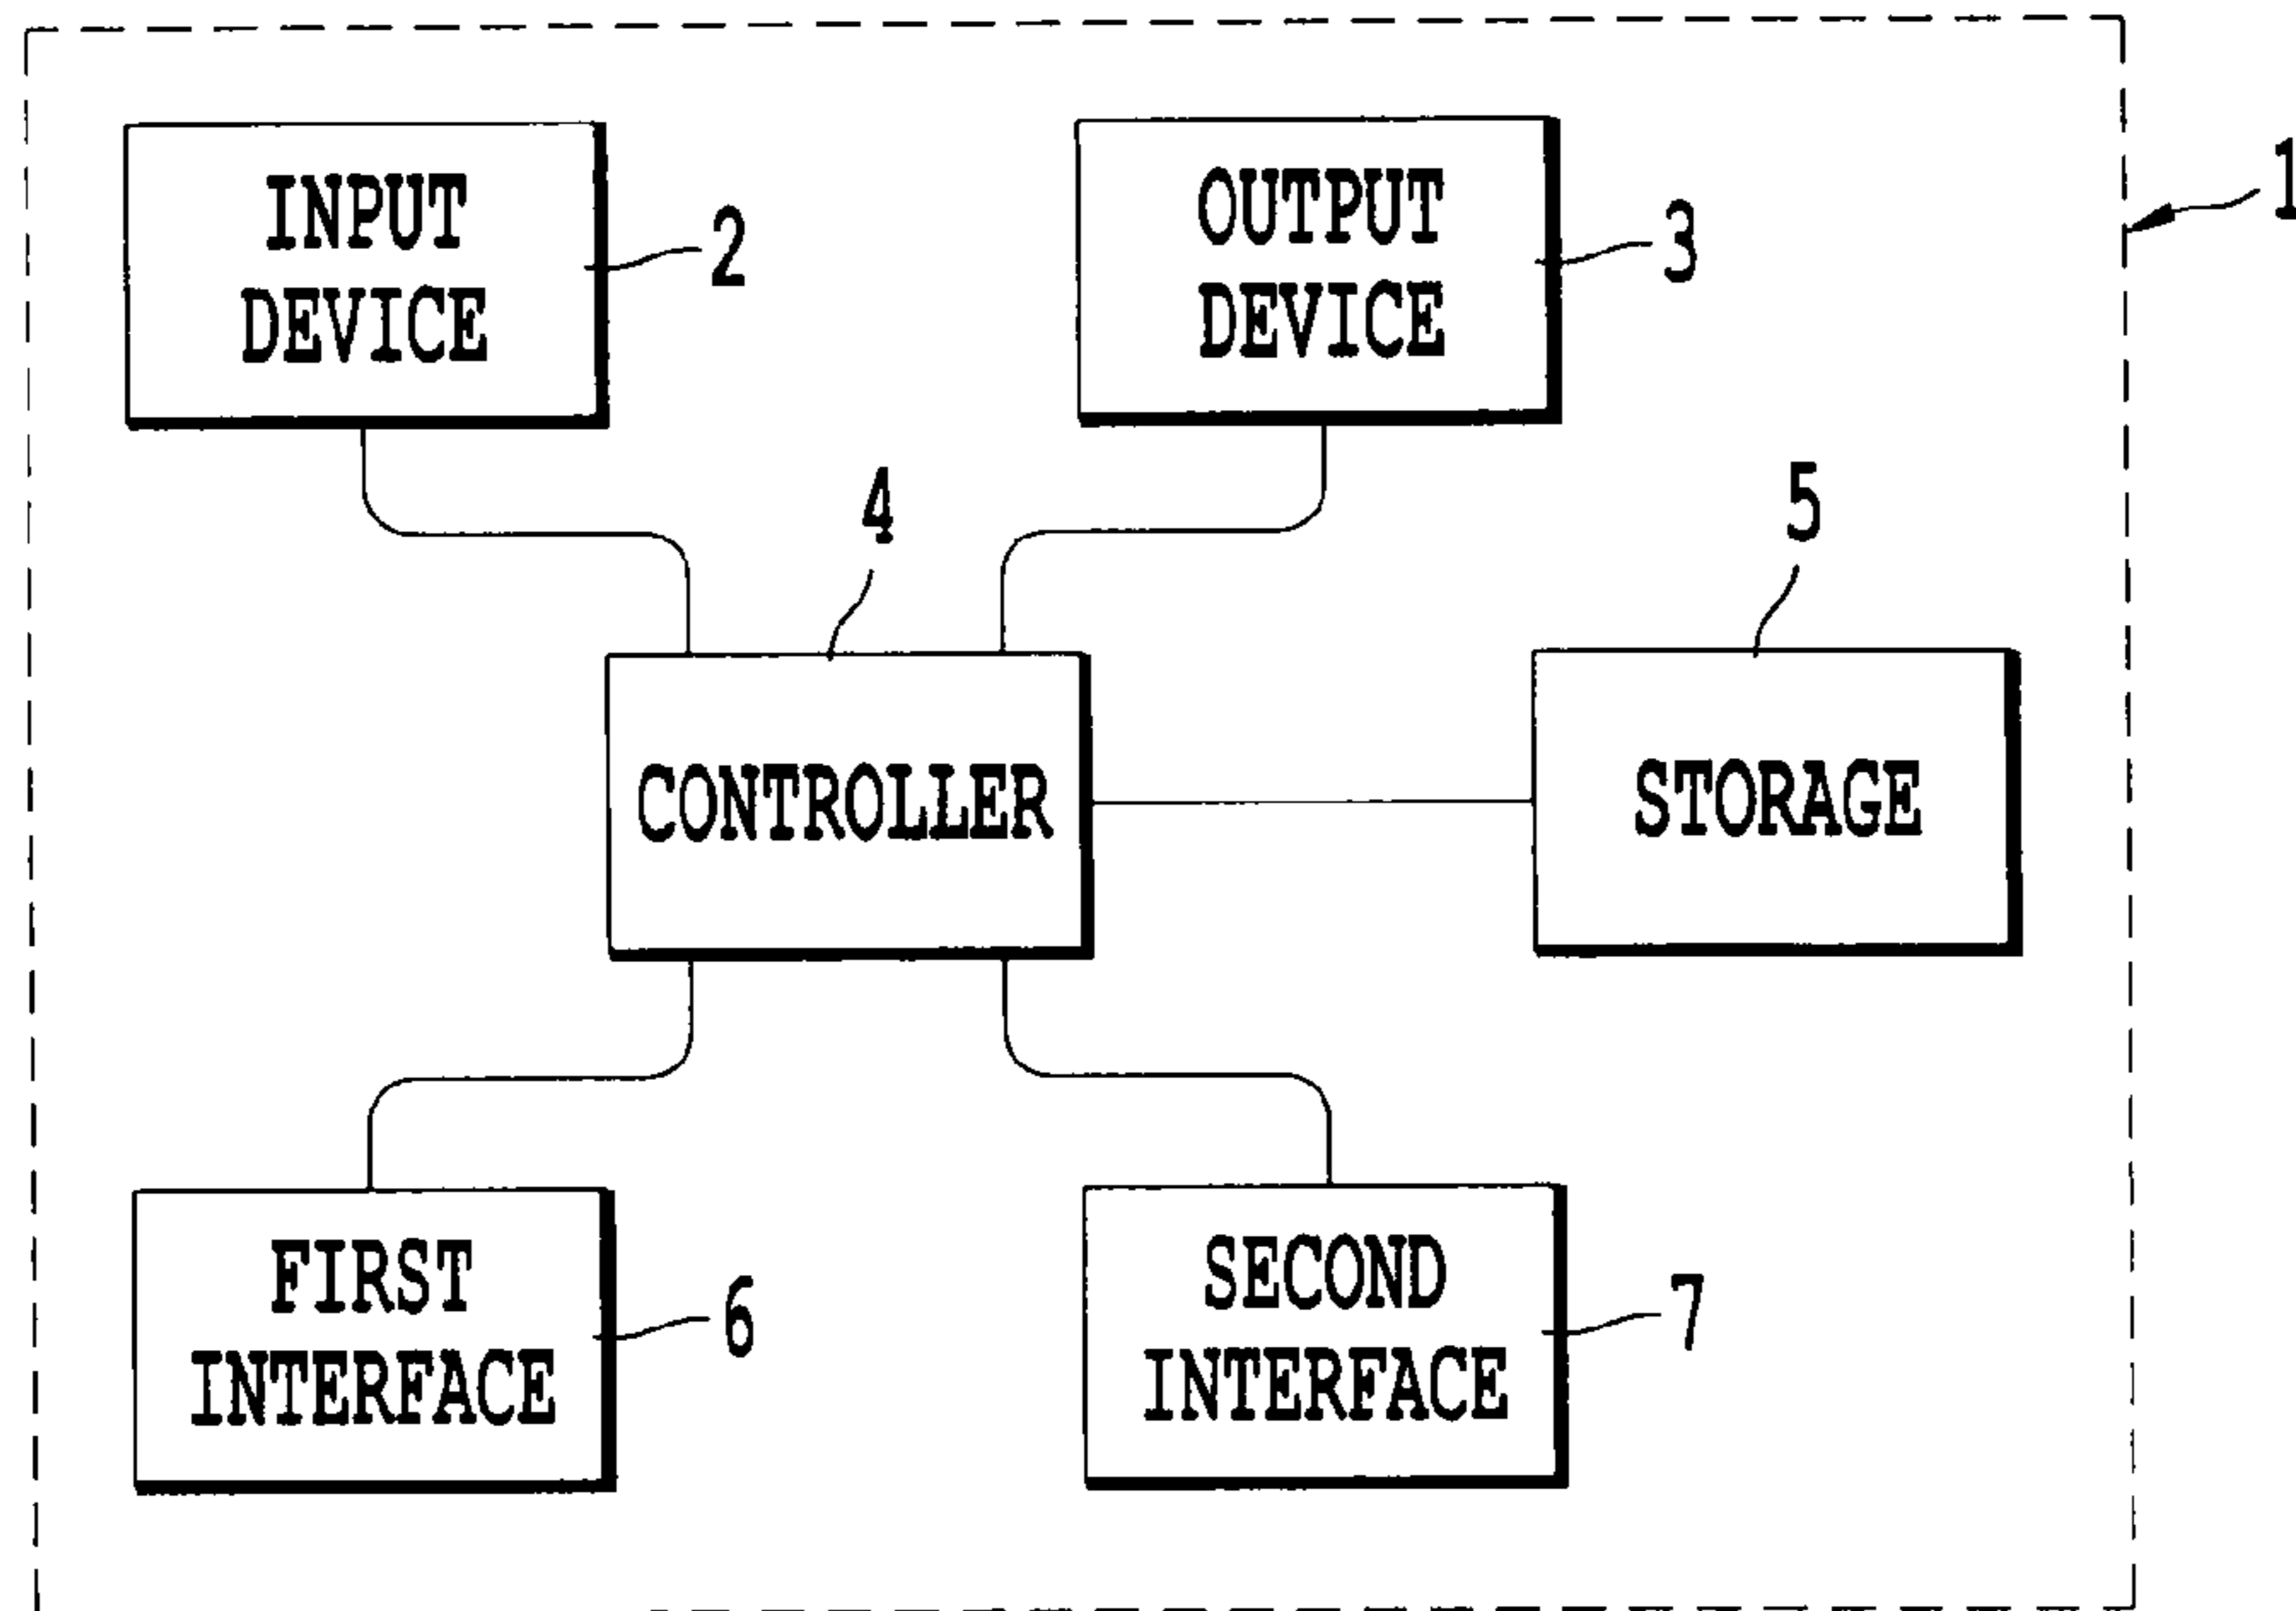 1
INPUT
DEVICE
2
OUTPUT
DEVICE
3
4
5
CONTROLLER
STORAGE
FIRST
INTERFACE
6
SECOND
INTERFACE
7